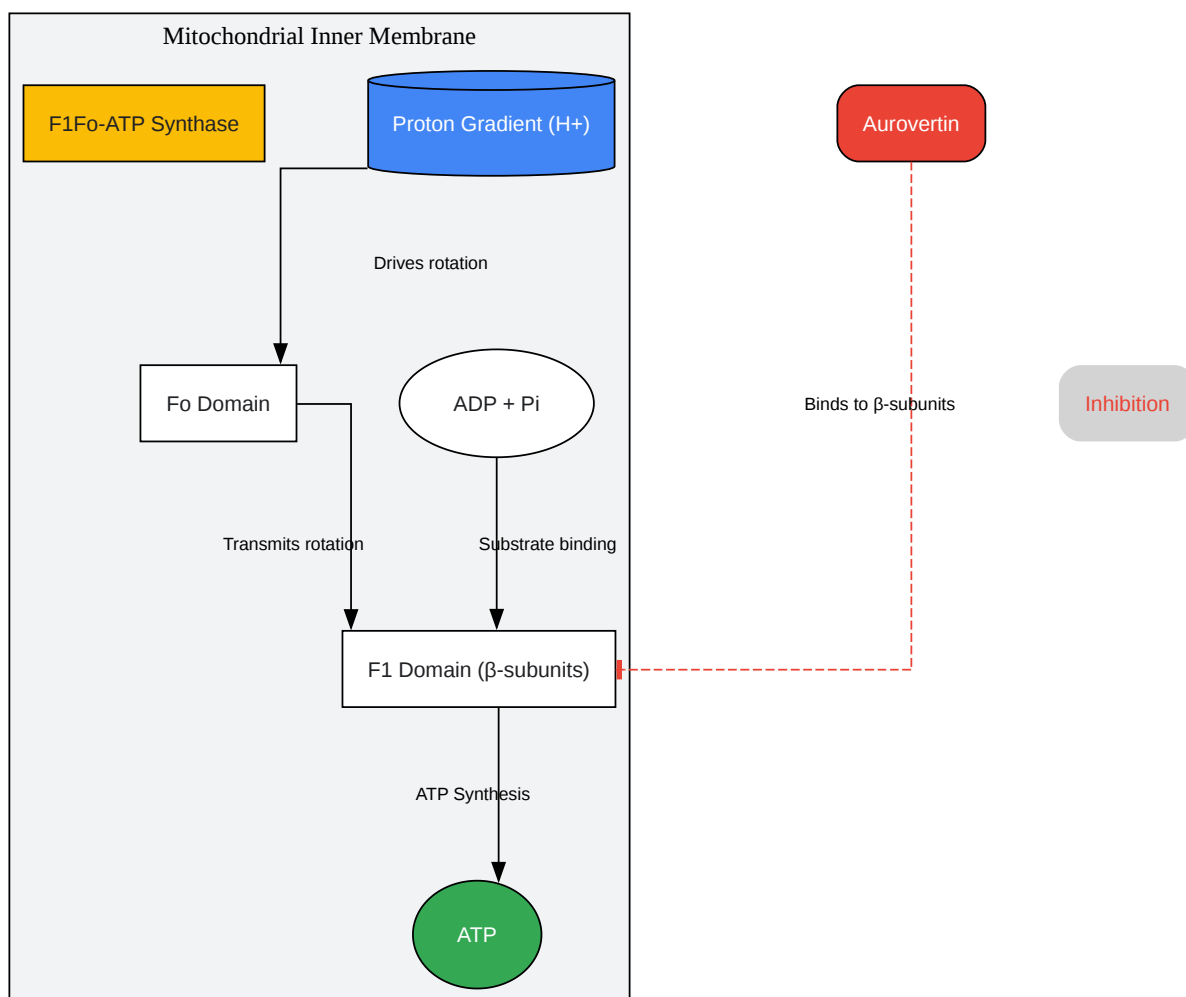 Mitochondrial Inner Membrane
F1Fo-ATP Synthase
Proton Gradient (H+)
Aurovertin
Drives rotation
Fo Domain
ADP + Pi
Binds to β-subunits
Inhibition
Transmits rotation
Substrate binding
F1 Domain (β-subunits)
ATP Synthesis
ATP